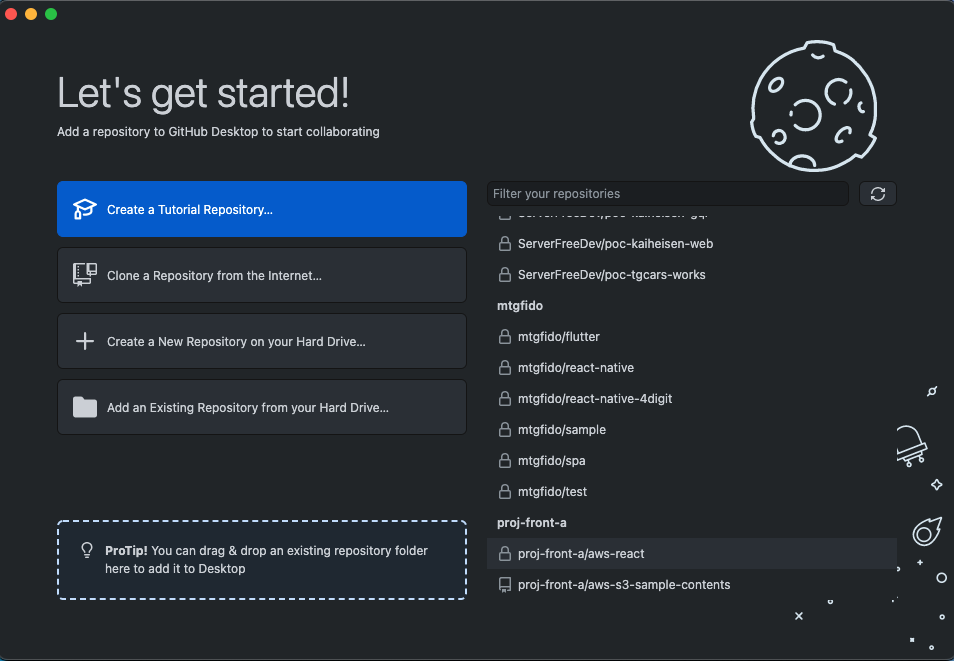 Let's get started!
Add a repository to GitHub Desktop to start collaborating
Create a Tutorial Repository...
Clone a Repository from the Internet...
Create a New Repository on your Hard Drive...
Add an Existing Repository from your Hard Drive...
ProTip! You can drag & drop an existing repository folder
here to add it to Desktop
Filter your repositories
ServerFreeDev/poc-kaiheisen-web
ServerFreeDev/poc-tgcars-works
mtgfido
mtgfido/flutter
mtgfido/react-native
mtgfido/react-native-4digit
mtgfido/sample
mtgfido/spa
mtgfido/test
proj-front-a
proj-front-a/aws-react
proj-front-a/aws-s3-sample-contents